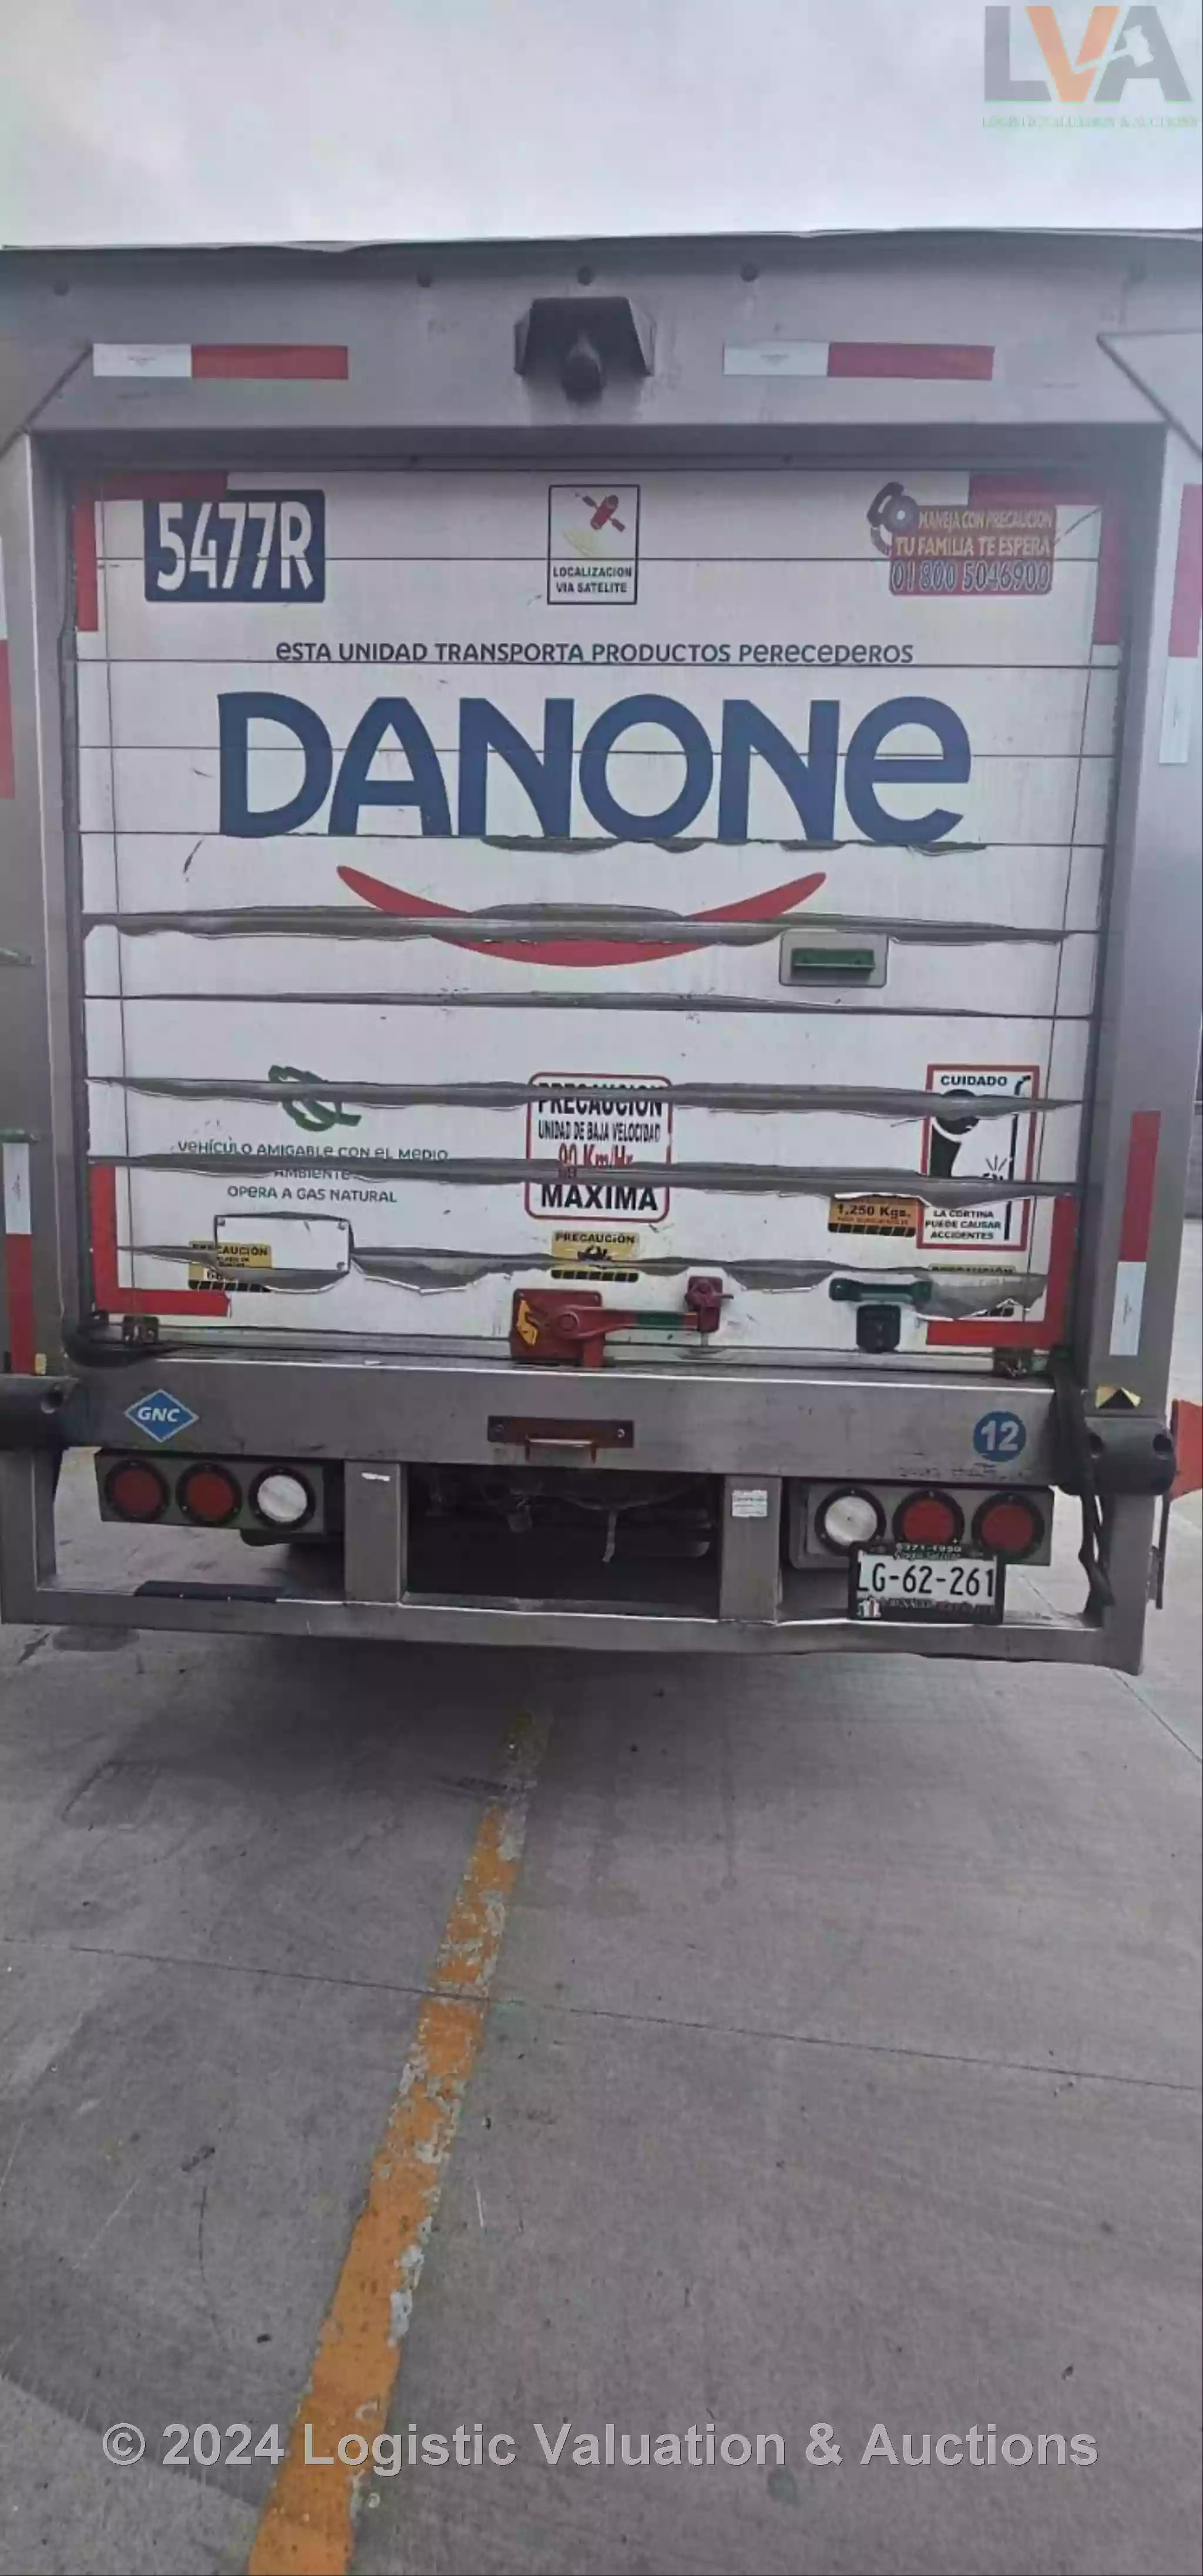 LVA
LOGISTIC VALUATION & AUCTIONS
5477R
LOCALIZACION
VIA SATELITE
MANEJA CON PRECAUCION
TU FAMILIA TE ESPERA
01 800 5046900
eSTA UNIDAD TRANSPORTA PRODUCTOS PeReceDeROS
DANONe
CUIDADO
PRECAUCION
UNIDAD DE BAJA VELOCIDAD
90 Km/Hr
MAXIMA
VeHÍCULO AMIGABLe CON eL MeDIO
AMBIeNTe
OPeRA A GAS NATURAL
1,250 Kgs.
LA CORTINA
PUEDE CAUSAR
ACCIDENTES
PRECAUCIÓN
PRECAUCIÓN
PRECAUCIÓN
GNC
12
LG-62-261
© 2024 Logistic Valuation & Auctions